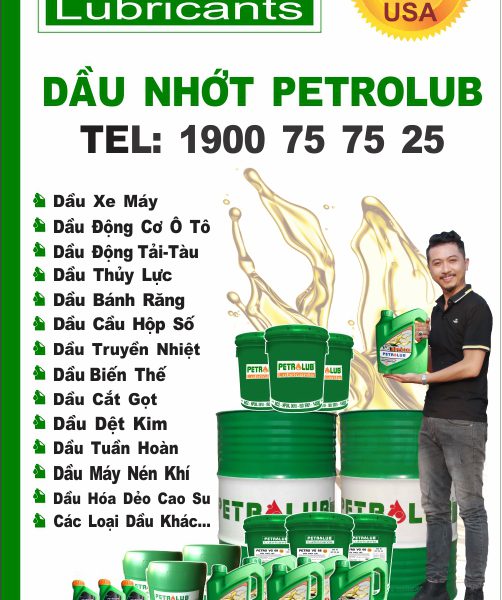 Lubricants
USA
DẦU NHỚT PETROLUB
TEL: 1900 75 75 25
Dầu Xe Máy
Dầu Động Cơ Ô Tô
Dầu Động Tải-Tàu
Dầu Thủy Lực
Dầu Bánh Răng
Dầu Cầu Hộp Số
Dầu Truyền Nhiệt
Dầu Biến Thế
Dầu Cắt Gọt
Dầu Dệt Kim
Dầu Tuần Hoàn
Dầu Máy Nén Khí
Dầu Hóa Dẻo Cao Su
Các Loại Dầu Khác...
PETROLUB
PETROLUB
PETROLUB
PETROLUB
PETROLUB
PETROLUB
PETROLUB